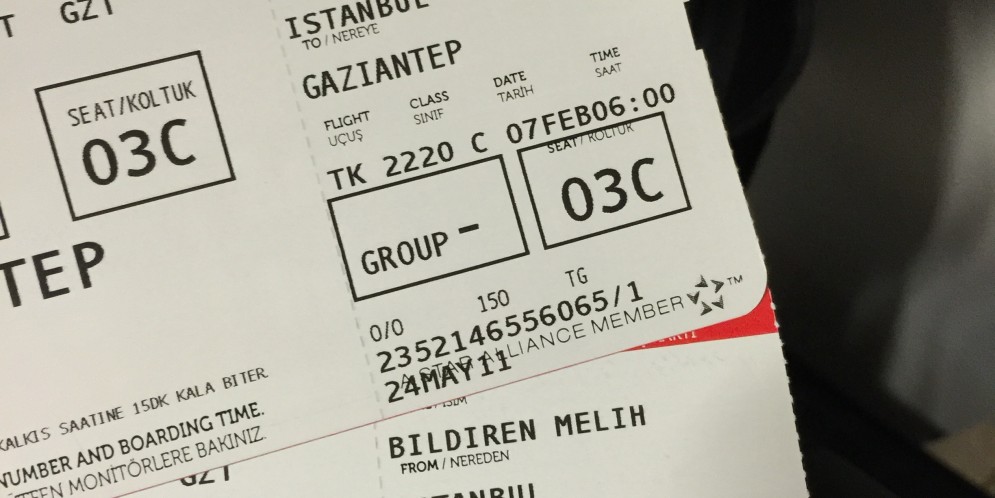 GZT
SEAT/KOLTUK
03C
TEP
KALKIS SAATINE 15DK KALA BITER.
NUMBER AND BOARDING TIME.
MONİTÖRLERE BAKINIZ.
GZT
ISTANBUL
TO / NEREYE
GAZIANTEP
FLIGHT CLASS DATE TIME
UÇUŞ SINIF TARİH SAAT
TK 2220 C 07FEB06:00
SEAT/KOLTUK
GROUP - 03C
0/0 150 TG
2352146556065/1
A STAR ALLIANCE MEMBER ™
24MAY11
BILDIREN MELIH
FROM / NEREDEN